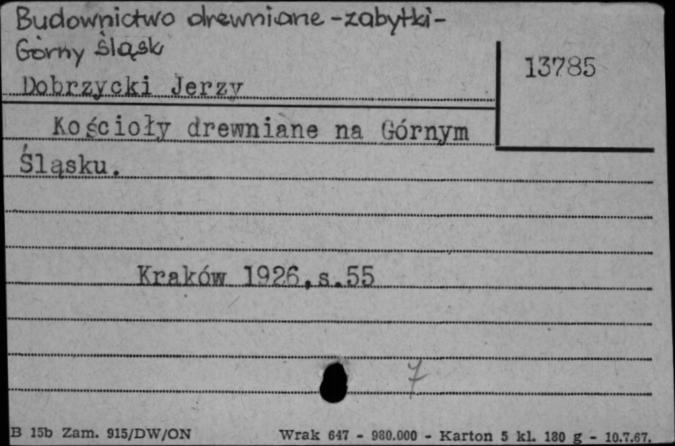 Budownictwo drewniane - zabytki -
Górny Śląsk
13785
Dobrzycki Jerzy
Kościoły drewniane na Górnym
Śląsku.
Kraków 1926, s.55
7
B 15b Zam. 915/DW/ON Wrak 647 - 980.000 - Karton 5 kl. 180 g - 10.7.67.